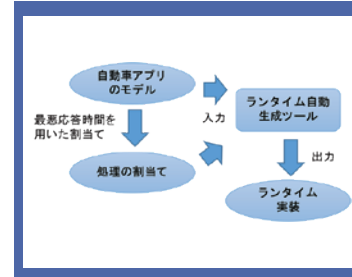 自動車アプリ
のモデル
入力
ランタイム自動
生成ツール
最悪応答時間を
用いた割当て
処理の割当て
出力
ランタイム
実装